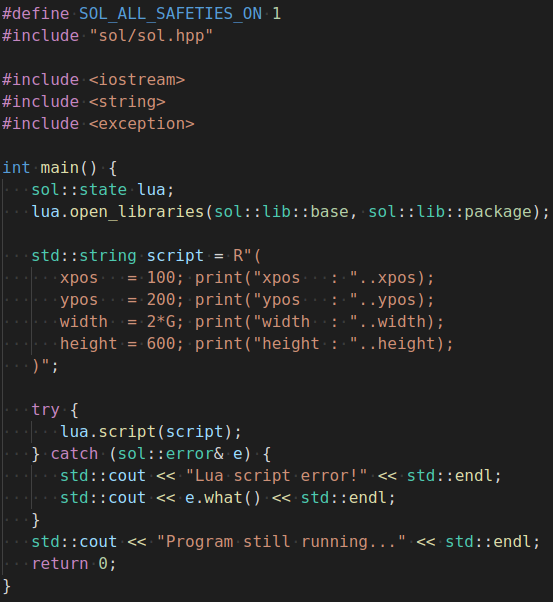 #define SOL_ALL_SAFETIES_ON 1
#include "sol/sol.hpp"

#include <iostream>
#include <string>
#include <exception>

int main() {
   sol::state lua;
   lua.open_libraries(sol::lib::base, sol::lib::package);

   std::string script = R"(
      xpos   = 100; print("xpos   : "..xpos);
      ypos   = 200; print("ypos   : "..ypos);
      width  = 2*G; print("width  : "..width);
      height = 600; print("height : "..height);
   )";

   try {
      lua.script(script);
   } catch (sol::error& e) {
      std::cout << "Lua script error!" << std::endl;
      std::cout << e.what() << std::endl;
   }
   std::cout << "Program still running..." << std::endl;
   return 0;
}